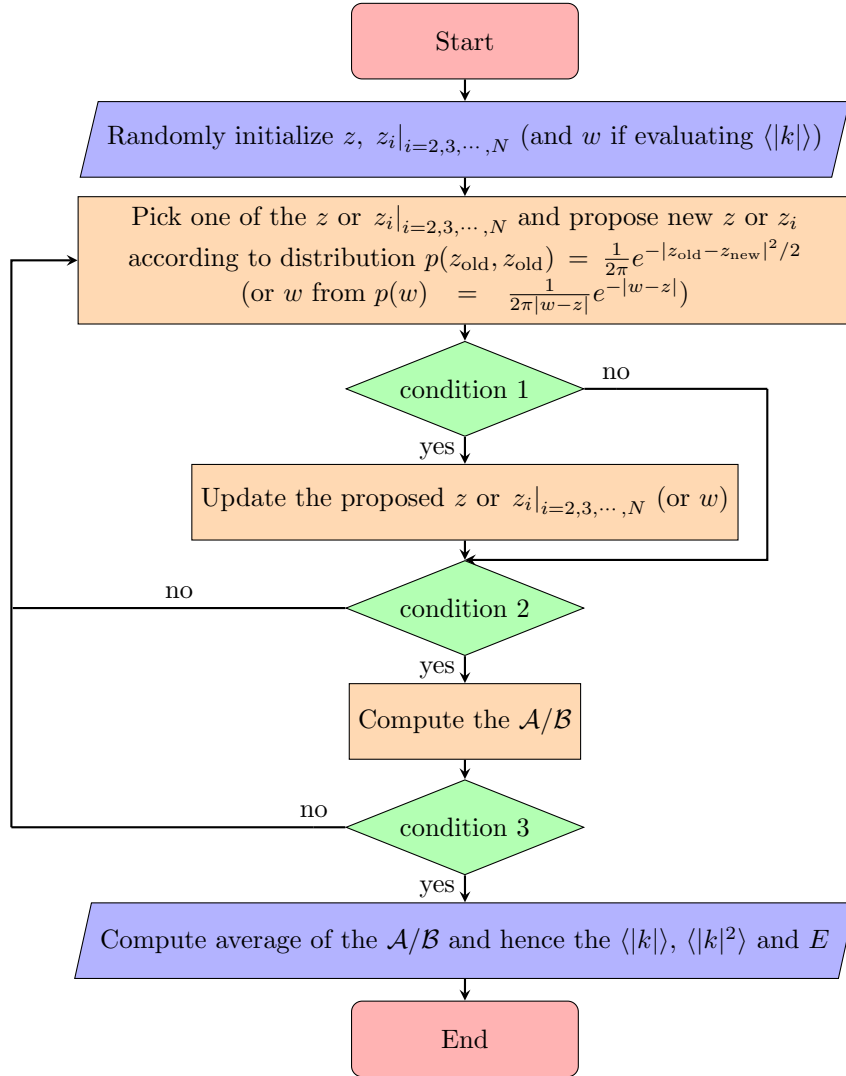 Start
Randomly initialize z, z_i|_{i=2,3,⋯,N} (and w if evaluating ⟨|k|⟩)
Pick one of the z or z_i|_{i=2,3,⋯,N} and propose new z or z_i
according to distribution p(z_old, z_old) = \frac{1}{2π} e^{−|z_old−z_new|^2/2}
(or w from p(w) = \frac{1}{2π|w−z|} e^{−|w−z|})
condition 1
no
yes
Update the proposed z or z_i|_{i=2,3,⋯,N} (or w)
no
condition 2
yes
Compute the 𝒜/ℬ
no
condition 3
yes
Compute average of the 𝒜/ℬ and hence the ⟨|k|⟩, ⟨|k|^2⟩ and E
End